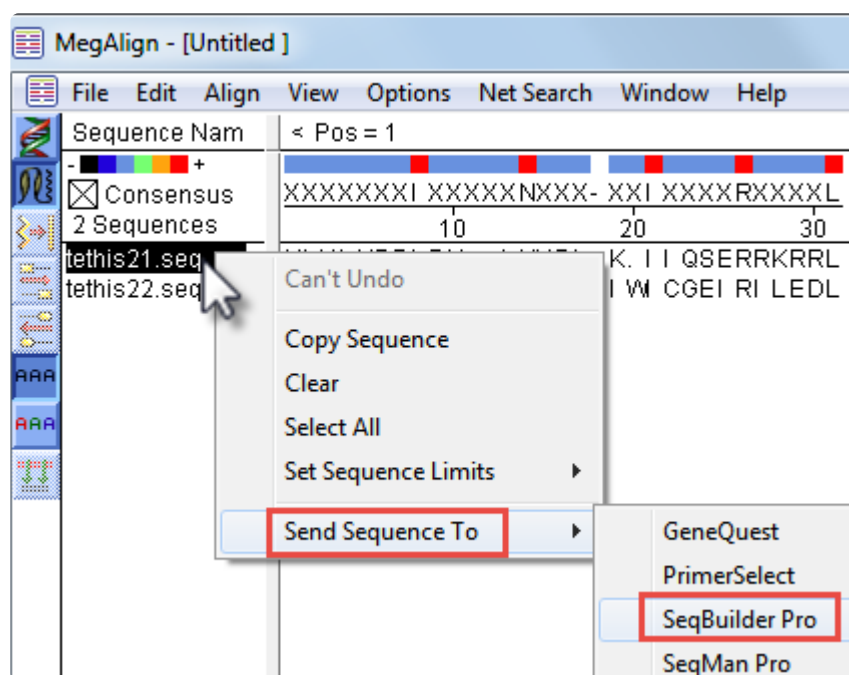 MegAlign - [Untitled ]
File Edit Align View Options Net Search Window Help
Sequence Nam < Pos = 1
- +
Consensus XXXXXXXI XXXXXNXXX- XXI XXXXRXXXXL
2 Sequences 10 20 30
tethis21.seq K. I I QSERRKRRL
tethis22.seq I WI CGEI RI LEDL
Can't Undo
Copy Sequence
Clear
Select All
Set Sequence Limits
Send Sequence To
GeneQuest
PrimerSelect
SeqBuilder Pro
SeqMan Pro
AAA
AAA